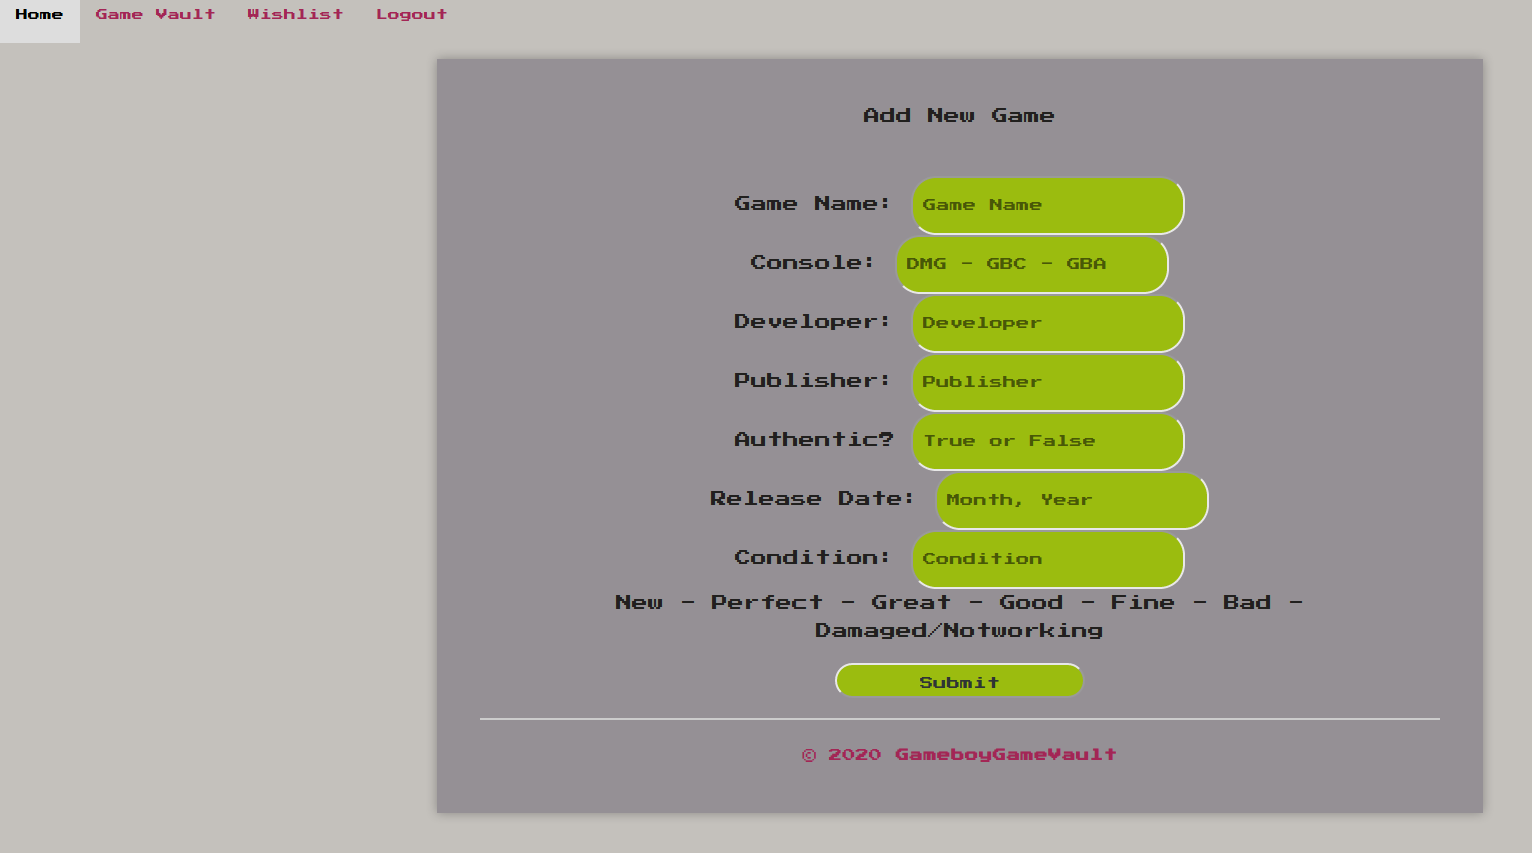 Home Game Vault Wishlist Logout
Add New Game
Game Name: Game Name
Console: DMG - GBC - GBA
Developer: Developer
Publisher: Publisher
Authentic? True or False
Release Date: Month, Year
Condition: Condition
New - Perfect - Great - Good - Fine - Bad -
Damaged/Notworking
Submit
© 2020 GameboyGameVault